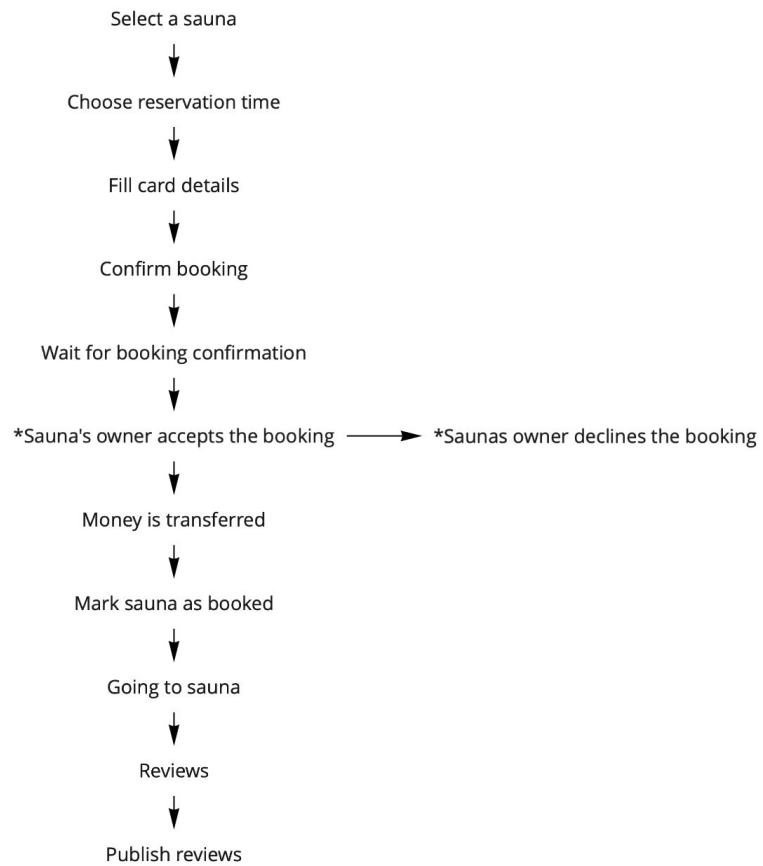 Select a sauna
Choose reservation time
Fill card details
Confirm booking
Wait for booking confirmation
*Sauna's owner accepts the booking
*Saunas owner declines the booking
Money is transferred
Mark sauna as booked
Going to sauna
Reviews
Publish reviews